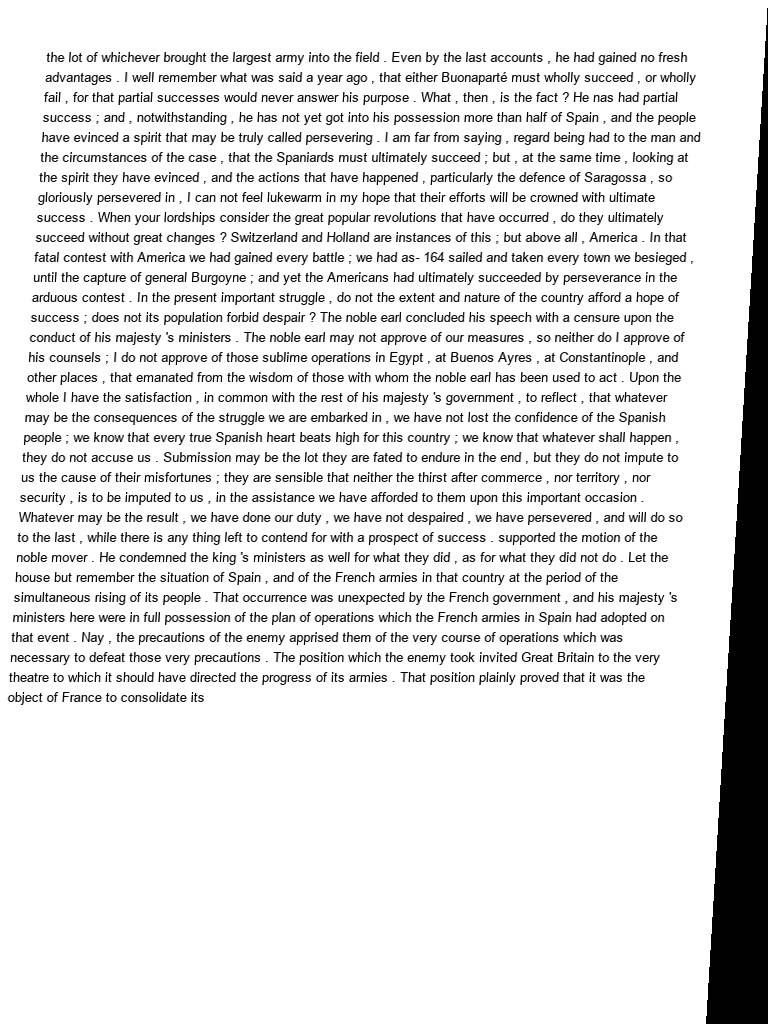 the lot of whichever brought the largest army into the field . Even by the last accounts , he had gained no fresh
advantages . I well remember what was said a year ago , that either Buonaparté must wholly succeed , or wholly
fail , for that partial successes would never answer his purpose . What , then , is the fact ? He nas had partial
success ; and , notwithstanding , he has not yet got into his possession more than half of Spain , and the people
have evinced a spirit that may be truly called persevering . I am far from saying , regard being had to the man and
the circumstances of the case , that the Spaniards must ultimately succeed ; but , at the same time , looking at
the spirit they have evinced , and the actions that have happened , particularly the defence of Saragossa , so
gloriously persevered in , I can not feel lukewarm in my hope that their efforts will be crowned with ultimate
success . When your lordships consider the great popular revolutions that have occurred , do they ultimately
succeed without great changes ? Switzerland and Holland are instances of this ; but above all , America . In that
fatal contest with America we had gained every battle ; we had as- 164 sailed and taken every town we besieged ,
until the capture of general Burgoyne ; and yet the Americans had ultimately succeeded by perseverance in the
arduous contest . In the present important struggle , do not the extent and nature of the country afford a hope of
success ; does not its population forbid despair ? The noble earl concluded his speech with a censure upon the
conduct of his majesty 's ministers . The noble earl may not approve of our measures , so neither do I approve of
his counsels ; I do not approve of those sublime operations in Egypt , at Buenos Ayres , at Constantinople , and
other places , that emanated from the wisdom of those with whom the noble earl has been used to act . Upon the
whole I have the satisfaction , in common with the rest of his majesty 's government , to reflect , that whatever
may be the consequences of the struggle we are embarked in , we have not lost the confidence of the Spanish
people ; we know that every true Spanish heart beats high for this country ; we know that whatever shall happen ,
they do not accuse us . Submission may be the lot they are fated to endure in the end , but they do not impute to
us the cause of their misfortunes ; they are sensible that neither the thirst after commerce , nor territory , nor
security , is to be imputed to us , in the assistance we have afforded to them upon this important occasion .
Whatever may be the result , we have done our duty , we have not despaired , we have persevered , and will do so
to the last , while there is any thing left to contend for with a prospect of success . supported the motion of the
noble mover . He condemned the king 's ministers as well for what they did , as for what they did not do . Let the
house but remember the situation of Spain , and of the French armies in that country at the period of the
simultaneous rising of its people . That occurrence was unexpected by the French government , and his majesty 's
ministers here were in full possession of the plan of operations which the French armies in Spain had adopted on
that event . Nay , the precautions of the enemy apprised them of the very course of operations which was
necessary to defeat those very precautions . The position which the enemy took invited Great Britain to the very
theatre to which it should have directed the progress of its armies . That position plainly proved that it was the
object of France to consolidate its